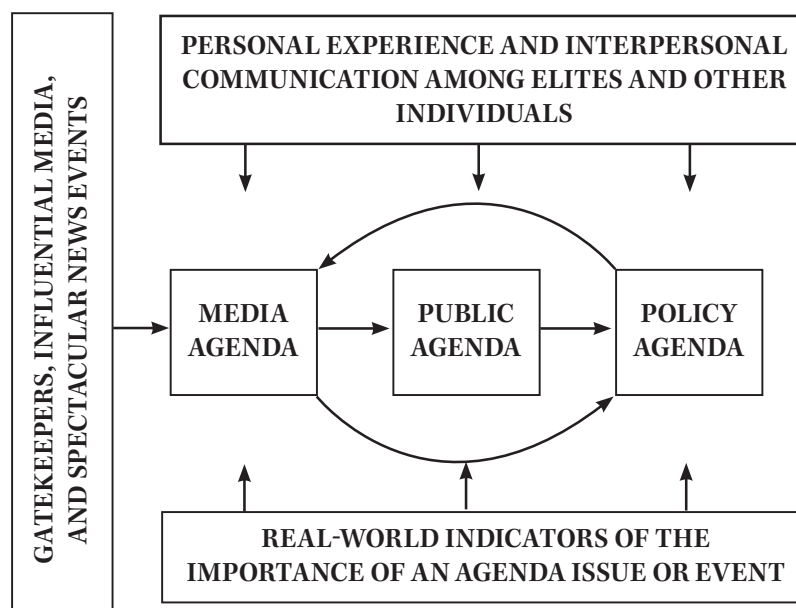 GATEKEEPERS, INFLUENTIAL MEDIA,
AND SPECTACULAR NEWS EVENTS
PERSONAL EXPERIENCE AND INTERPERSONAL
COMMUNICATION AMONG ELITES AND OTHER
INDIVIDUALS
MEDIA
AGENDA
PUBLIC
AGENDA
POLICY
AGENDA
REAL-WORLD INDICATORS OF THE
IMPORTANCE OF AN AGENDA ISSUE OR EVENT